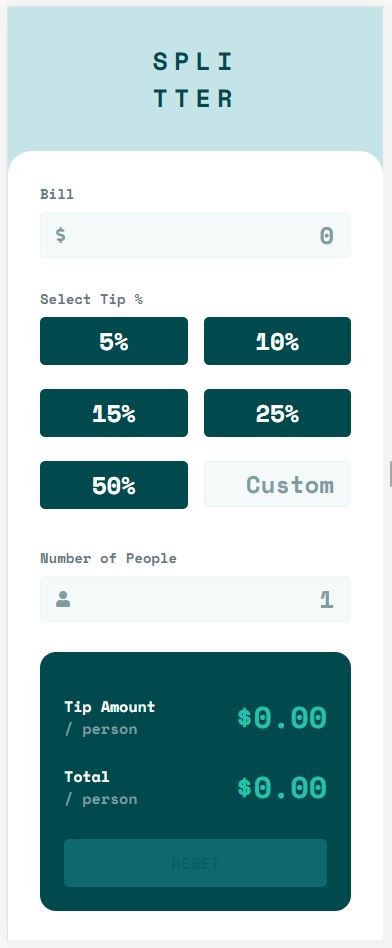 SPLI
TTER
Bill
$ 0
Select Tip %
5% 10%
15% 25%
50% Custom
Number of People
1
Tip Amount
/ person
$0.00
Total
/ person
$0.00
RESET